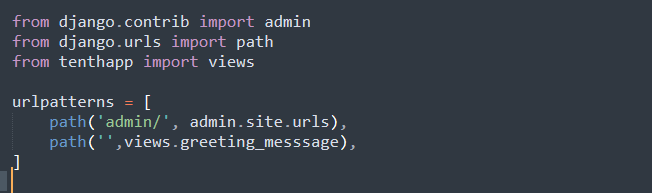 from django.contrib import admin
from django.urls import path
from tenthapp import views
urlpatterns = [
    path('admin/', admin.site.urls),
    path('',views.greeting_messsage),
]